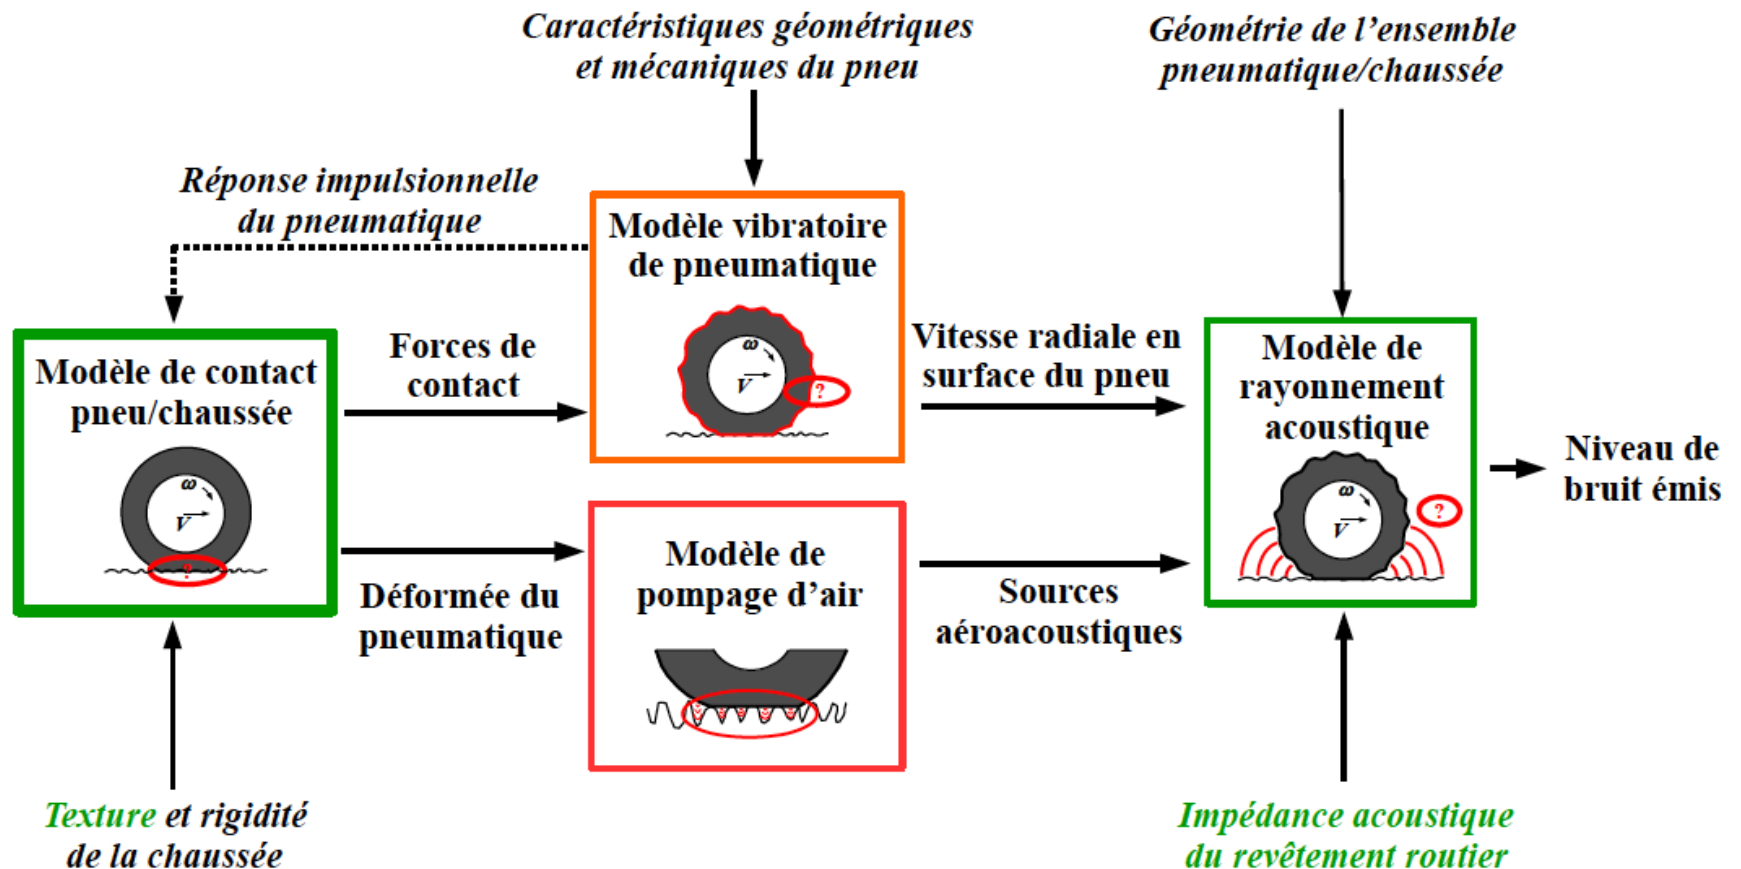 Caractéristiques géométriques
et mécaniques du pneu
Géométrie de l’ensemble
pneumatique/chaussée
Réponse impulsionnelle
du pneumatique
Modèle vibratoire
de pneumatique
ω
V
?
Modèle de contact
pneu/chaussée
ω
V
?
Forces de
contact
Vitesse radiale en
surface du pneu
Modèle de
rayonnement
acoustique
ω
V
?
Niveau de
bruit émis
Déformée du
pneumatique
Modèle de
pompage d’air
Sources
aéroacoustiques
Texture et rigidité
de la chaussée
Impédance acoustique
du revêtement routier